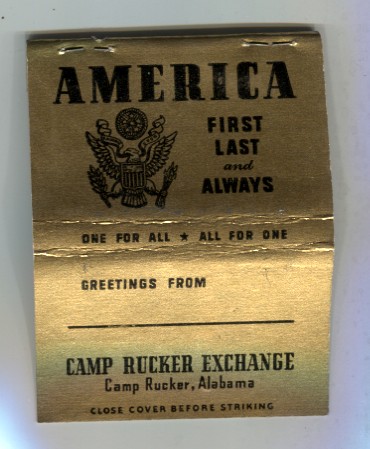 AMERICA
FIRST
LAST
and
ALWAYS
ONE FOR ALL ★ ALL FOR ONE
GREETINGS FROM
CAMP RUCKER EXCHANGE
Camp Rucker, Alabama
CLOSE COVER BEFORE STRIKING